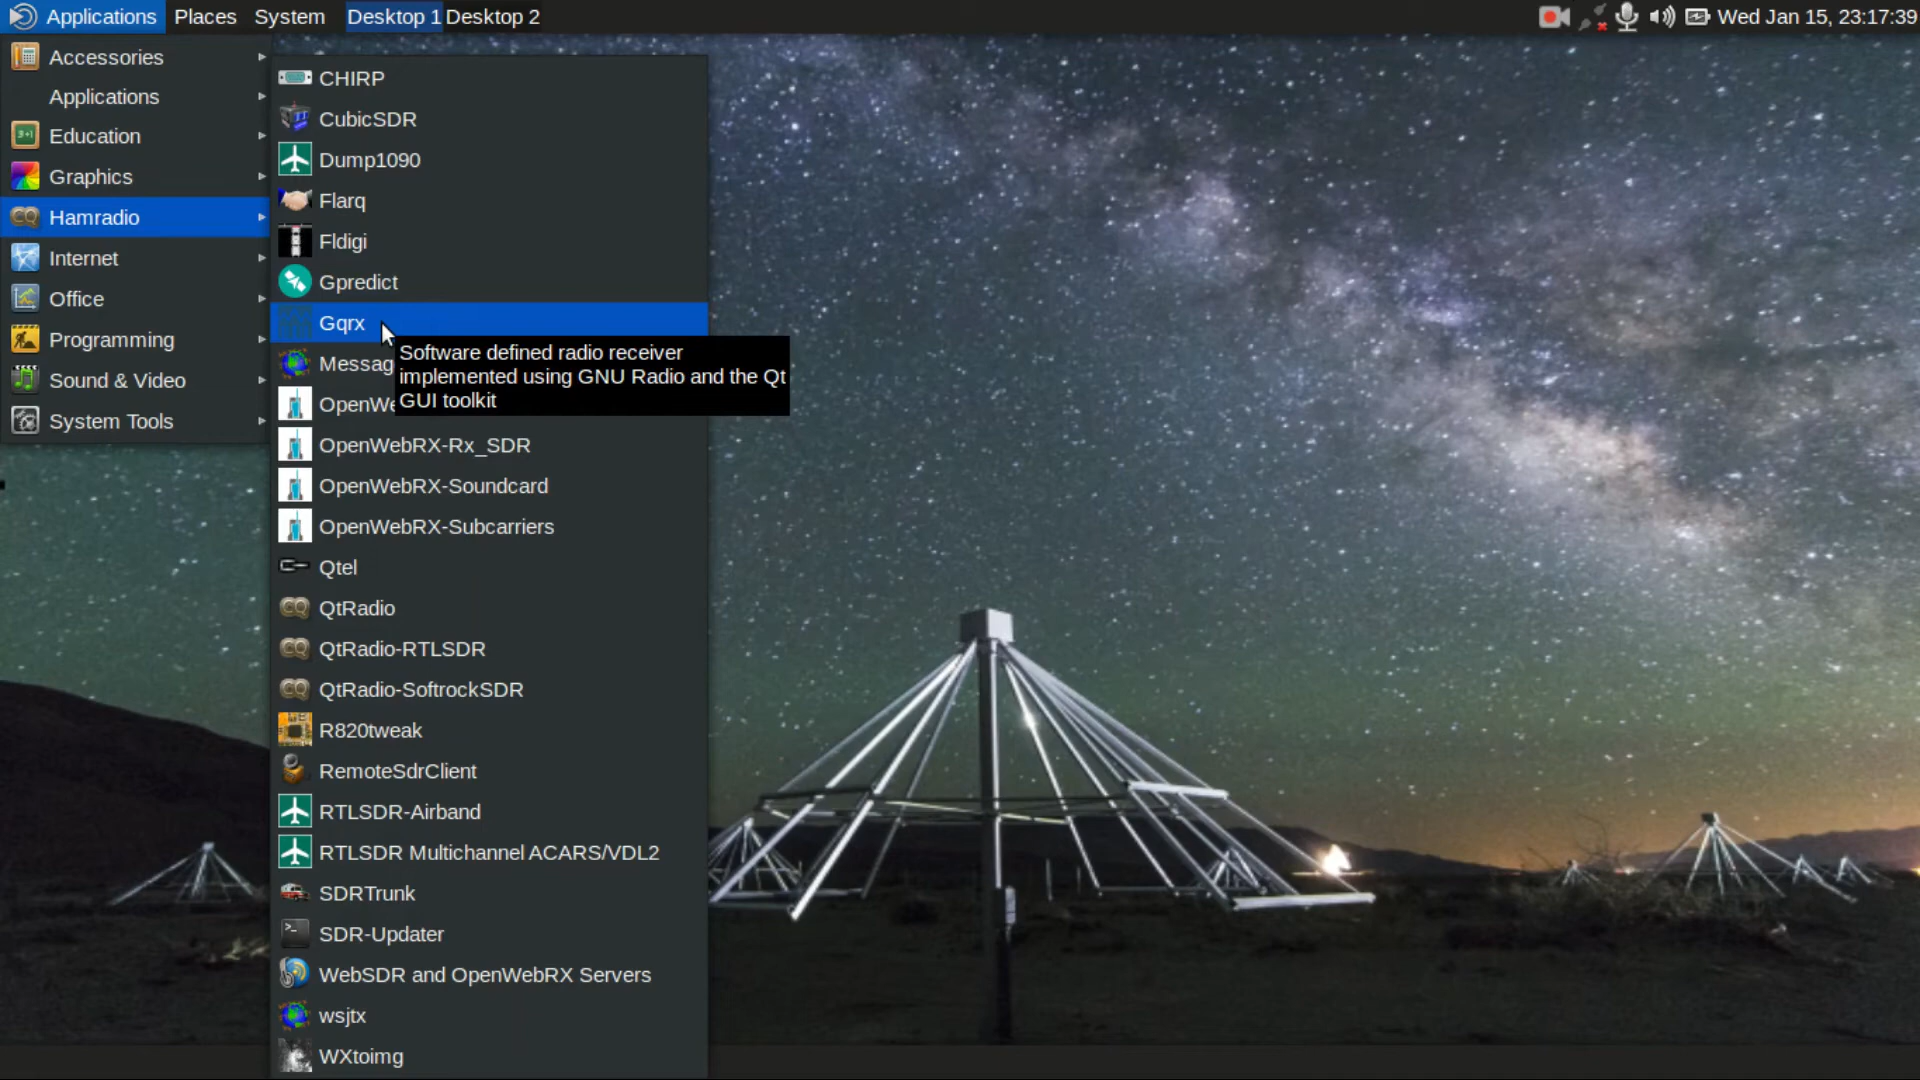 Applications Places System Desktop 1 Desktop 2 Wed Jan 15, 23:17:39
Accessories
Applications
Education
Graphics
Hamradio
Internet
Office
Programming
Sound & Video
System Tools
CHIRP
CubicSDR
Dump1090
Flarq
Fldigi
Gpredict
Gqrx
Software defined radio receiver
implemented using GNU Radio and the Qt
GUI toolkit
Messag
OpenWe
OpenWebRX-Rx_SDR
OpenWebRX-Soundcard
OpenWebRX-Subcarriers
Qtel
QtRadio
QtRadio-RTLSDR
QtRadio-SoftrockSDR
R820tweak
RemoteSdrClient
RTLSDR-Airband
RTLSDR Multichannel ACARS/VDL2
SDRTrunk
SDR-Updater
WebSDR and OpenWebRX Servers
wsjtx
WXtoimg